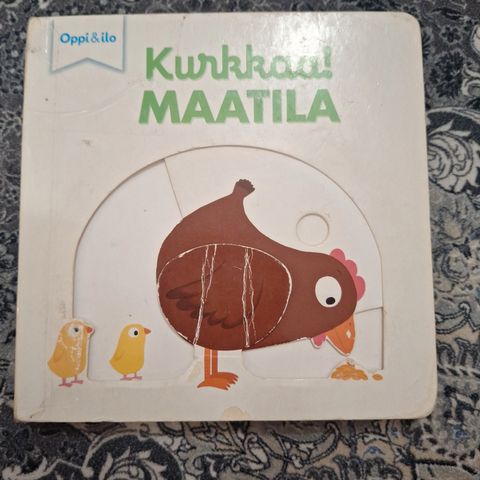 Oppi & ilo
Kurkkaa!
MAATILA